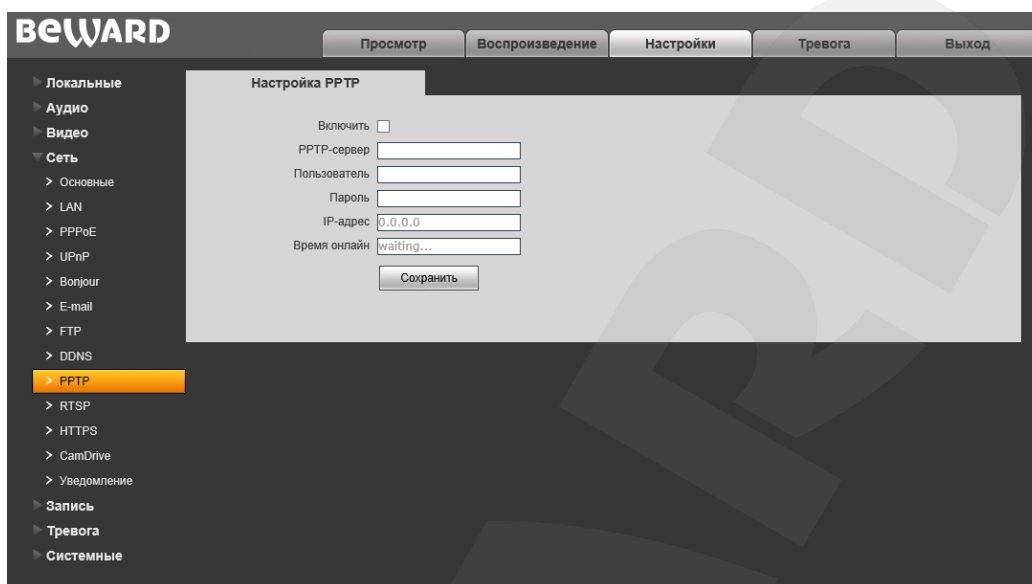 BEWARD
Просмотр
Воспроизведение
Настройки
Тревога
Выход
Локальные
Аудио
Видео
Сеть
Основные
LAN
PPPoE
UPnP
Bonjour
E-mail
FTP
DDNS
PPTP
RTSP
HTTPS
CamDrive
Уведомление
Запись
Тревога
Системные
Настройка PPTP
Включить
PPTP-сервер
Пользователь
Пароль
IP-адрес 0.0.0.0
Время онлайн waiting...
Сохранить